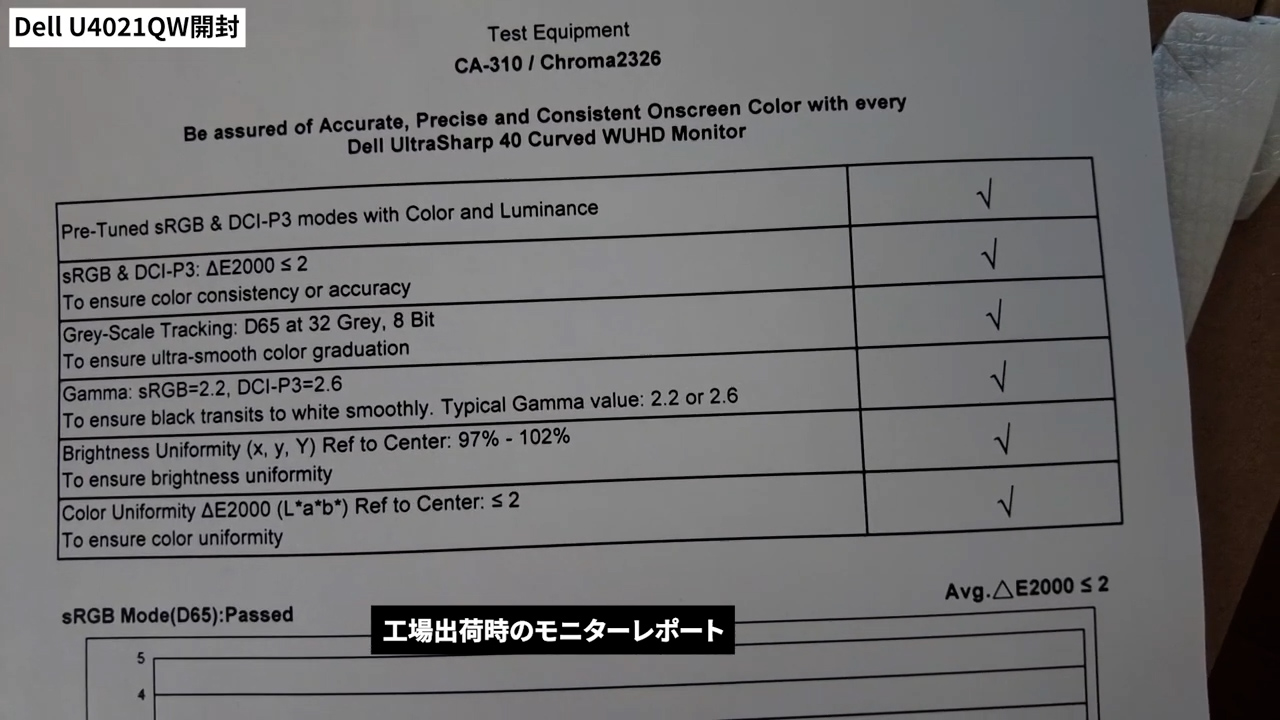 Dell U4021QW開封
Test Equipment
CA-310 / Chroma2326
Be assured of Accurate, Precise and Consistent Onscreen Color with every
Dell UltraSharp 40 Curved WUHD Monitor
Pre-Tuned sRGB & DCI-P3 modes with Color and Luminance √
sRGB & DCI-P3: ΔE2000 ≤ 2 √
To ensure color consistency or accuracy
Grey-Scale Tracking: D65 at 32 Grey, 8 Bit √
To ensure ultra-smooth color graduation
Gamma: sRGB=2.2, DCI-P3=2.6 √
To ensure black transits to white smoothly. Typical Gamma value: 2.2 or 2.6
Brightness Uniformity (x, y, Y) Ref to Center: 97% - 102% √
To ensure brightness uniformity
Color Uniformity ΔE2000 (L*a*b*) Ref to Center: ≤ 2 √
To ensure color uniformity
Avg.△E2000 ≤ 2
sRGB Mode(D65):Passed
工場出荷時のモニターレポート
5
4